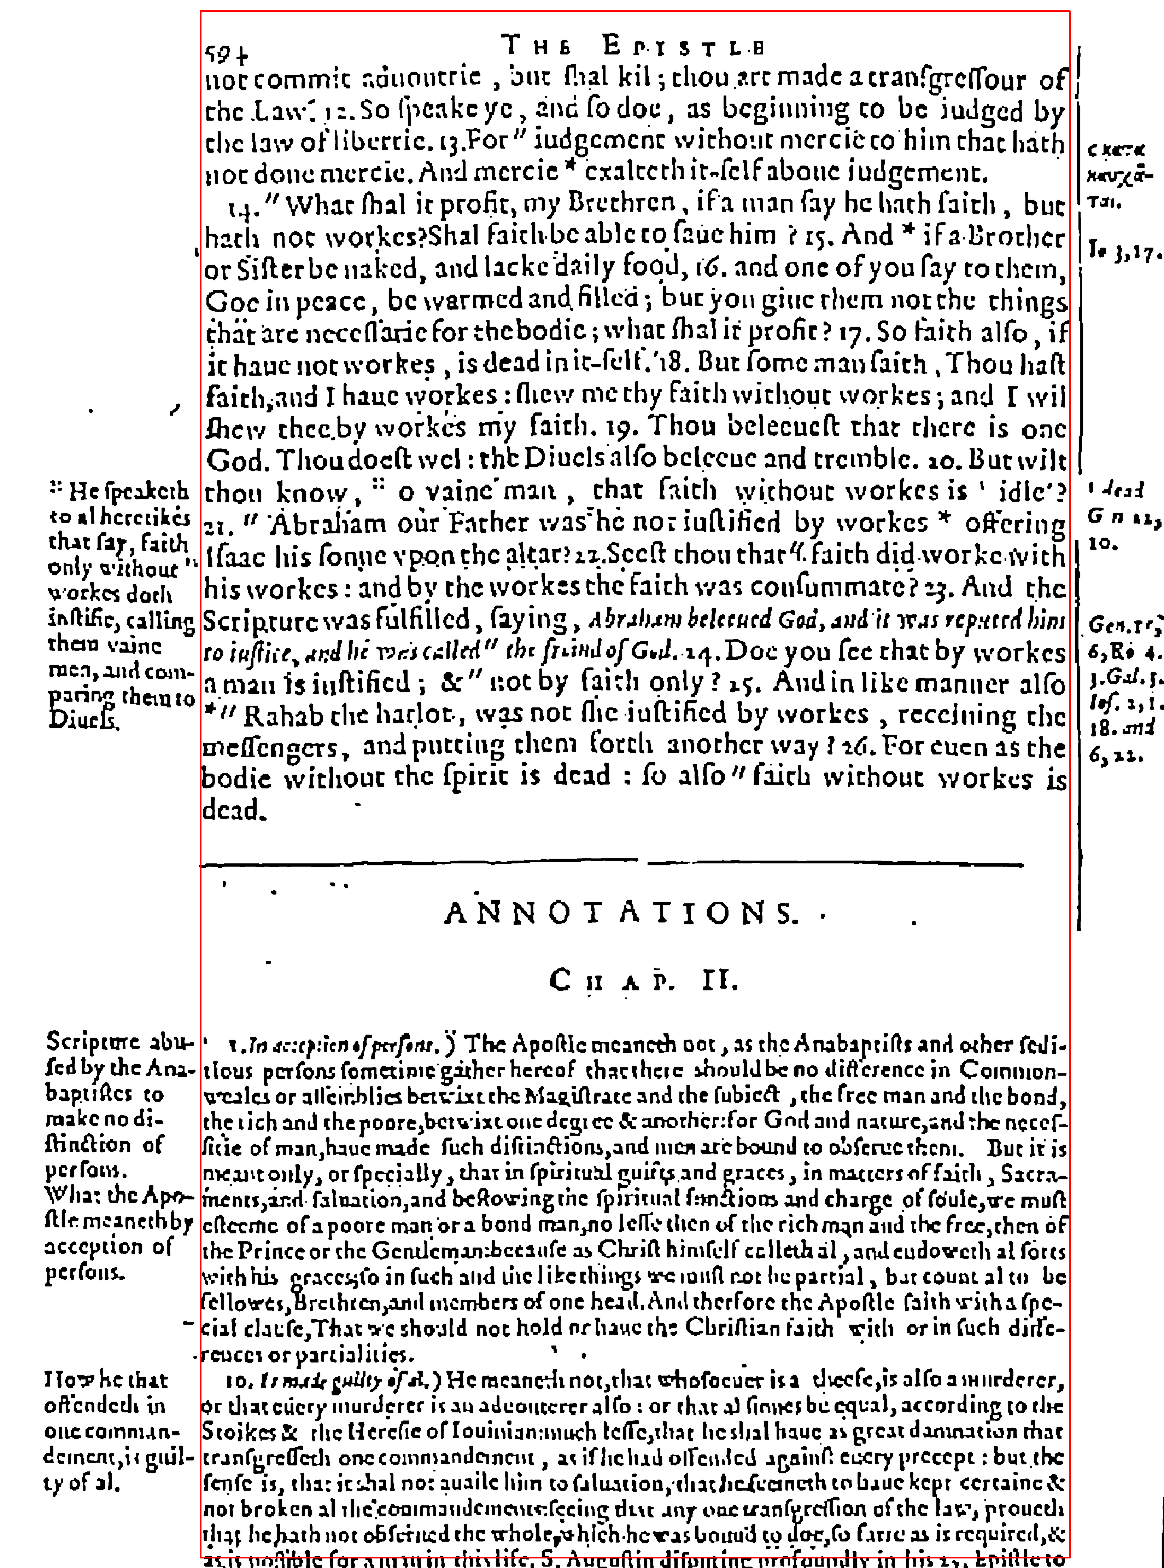 594 THE EPISTLE
not commit aduoutrie, but ſhal kil; thou art made a tranſgreſſour of
the Law. 12. So ſpeake ye, and ſo doe, as beginning to be iudged by
the law of libertie. 13. For" iudgement without mercie to him that hath
not done mercie. And mercie * exalteth it-ſelf aboue iudgement.
14." What ſhal it profit, my Brethren, if a man ſay he hath faith, but
hath not workes? Shal faith be able to ſaue him ? 15. And * if a Brother
or Siſter be naked, and lacke daily food, 16. and one of you ſay to them,
Goe in peace, be warmed and filled; but you giue them not the things
that are neceſſarie for the bodie; what ſhal it profit? 17. So faith alſo, if
it haue not workes, is dead in it-ſelf. 18. But ſome man ſaith, Thou haſt
faith, and I haue workes: ſhew me thy faith without workes; and I wil
ſhew thee by workes my faith. 19. Thou beleeueſt that there is one
God. Thou doeſt wel: the Diuels alſo beleeue and tremble. 20. But wilt
thou know, :: o vaine man, that faith without workes is ' idle'?
21. " Abraham our Father was he not iuſtified by workes * offering
Iſaac his ſonne vpon the altar? 22. Seeſt thou that" faith did worke with
his workes: and by the workes the faith was conſummate? 23. And the
Scripture was fulfilled, ſaying, Abraham beleeued God, and it was reputed him
to iuſtice, and he was called" the friend of God. 24. Doe you ſee that by workes
a man is iuſtified; &" not by faith only? 25. And in like manner alſo
*" Rahab the harlot, was not ſhe iuſtified by workes, receiuing the
meſſengers, and putting them forth another way? 26. For euen as the
bodie without the ſpirit is dead: ſo alſo" faith without workes is
dead.
c κατα
καυχᾶ-
ται.
Io 3,17.
:: He ſpeaketh
to al heretikes
that ſay, faith
only without
workes doth
iuſtifie, calling
them vaine
men, and com-
paring them to
Diuels.
' dead
G n 22,
10.
Gen. 15,
6, Ro 4.
3. Gal. 3.
Ioſ. 2, 1.
18. and
6, 22.
ANNOTATIONS.
CHAP. II.
1. In acception of perſons.) The Apoſtle meaneth not, as the Anabaptiſts and other ſedi-
tious perſons ſometime gather hereof that there should be no difference in Common-
weales or aſſemblies betwixt the Magiſtrate and the ſubiect, the free man and the bond,
the rich and the poore, betwixt one degree & another: for God and nature, and the neceſ-
ſitie of man, haue made ſuch diſtinctions, and men are bound to obſerue them. But it is
meant only, or ſpecially, that in ſpiritual guifts and graces, in matters of faith, Sacra-
ments, and ſaluation, and beſtowing the ſpiritual functions and charge of ſoule, we muſt
eſteeme of a poore man or a bond man, no leſſe then of the rich man and the free, then of
the Prince or the Gentleman: becauſe as Chriſt himſelf calleth al, and endoweth al ſorts
with his graces; ſo in ſuch and the like things we muſt not be partial, but count al to be
fellowes, Brethren, and members of one head. And therfore the Apoſtle ſaith with a ſpe-
cial clauſe, That we should not hold or haue the Chriſtian faith with or in ſuch diffe-
rences or partialities.
Scripture abu-
ſed by the Ana-
baptiſtes to
make no di-
ſtinction of
perſons.
What the Apo-
ſtle meaneth by
acception of
perſons.
10. Is made guilty of al.) He meaneth not, that whoſoeuer is a theefe, is alſo a murderer,
or that euery murderer is an aduouterer alſo: or that al ſinnes be equal, according to the
Stoikes & the Hereſie of Iouinian: much leſſe, that he ſhal haue as great damnation that
tranſgreſſeth one commandement, as if he had offended againſt euery precept: but the
ſenſe is, that it shal not auaile him to ſaluation, that he ſeemeth to haue kept certaine &
not broken al the commandements: ſeeing that any one tranſgreſſion of the law, proueth
that he hath not obſerued the whole, which he was bound to doe, ſo farre as is required, &
as is poſſible for a man in this life. S. Auguſtin diſputing profoundly in his 29. Epiſtle to
How he that
offendeth in
one comman-
dement, is guil-
ty of al.